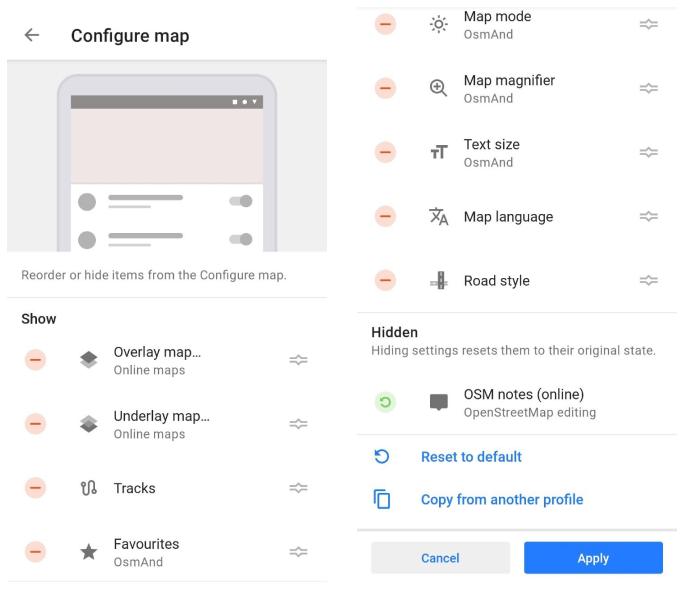 Configure map
Reorder or hide items from the Configure map.
Show
Overlay map…
Online maps
Underlay map…
Online maps
Tracks
Favourites
OsmAnd
Map mode
OsmAnd
Map magnifier
OsmAnd
Text size
OsmAnd
Map language
Road style
Hidden
Hiding settings resets them to their original state.
OSM notes (online)
OpenStreetMap editing
Reset to default
Copy from another profile
Cancel
Apply